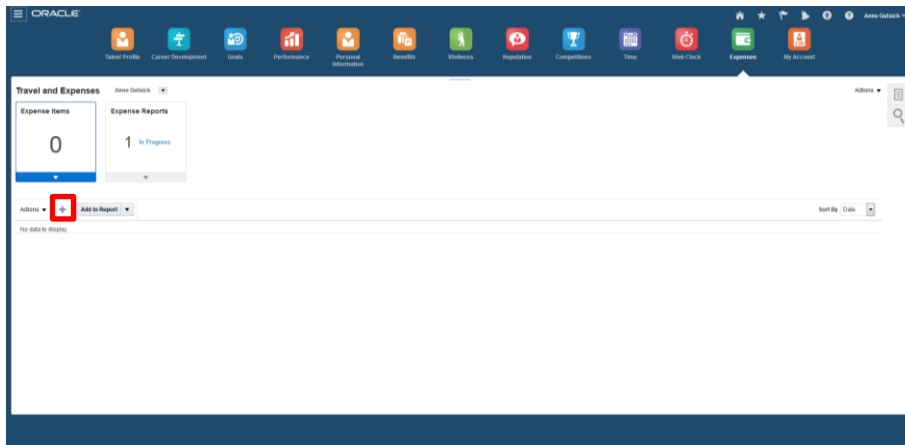 ORACLE
Anne Gutsick
Talent Profile
Career Development
Goals
Performance
Personal
Information
Benefits
Wellness
Reputation
Competitions
Time
Web Clock
Expenses
My Account
Travel and Expenses Anne Gutsick
Actions
Expense Items
0
Expense Reports
1 In Progress
Actions Add to Report
Sort By Date
No data to display.